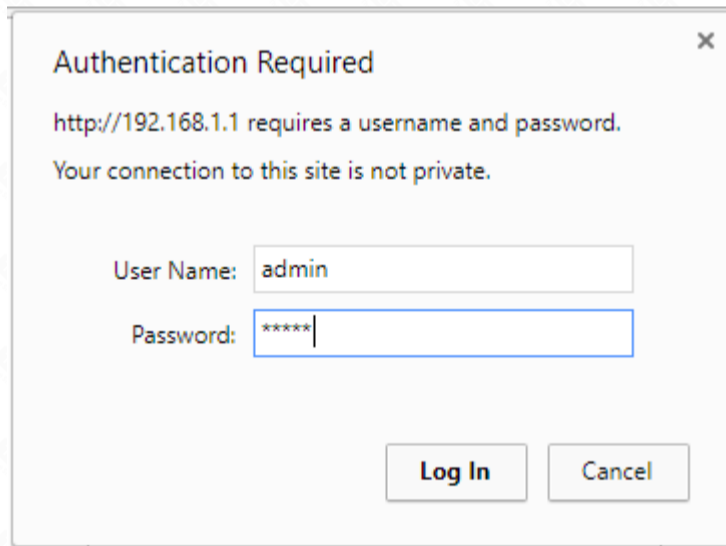 Authentication Required
http://192.168.1.1 requires a username and password.
Your connection to this site is not private.
User Name: admin
Password: *****
Log In Cancel